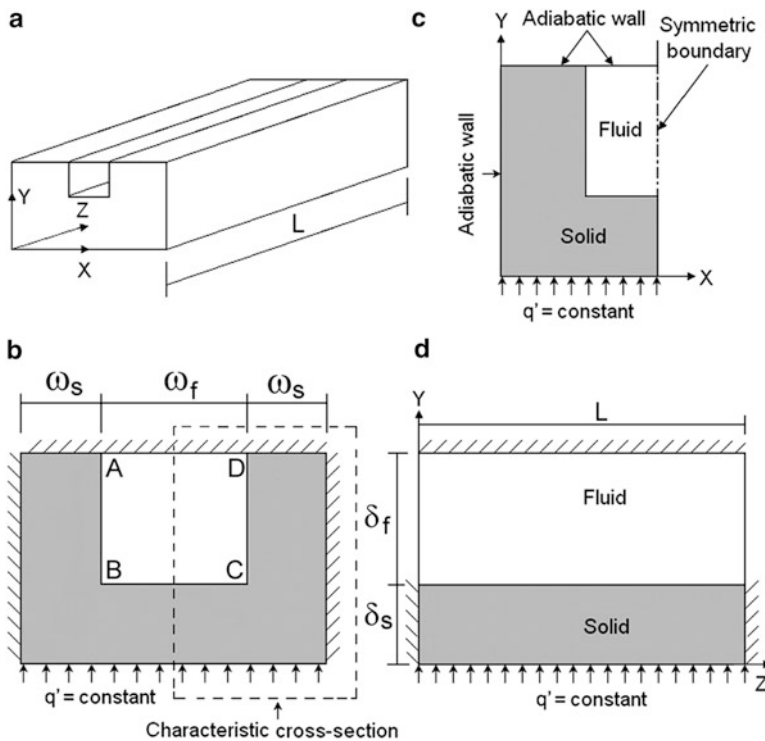 a
Y
Z
X
L
c
Y
Adiabatic wall
Symmetric
boundary
Adiabatic wall
Fluid
Solid
X
q' = constant
b
ωs
ωf
ωs
A
D
B
C
δf
δs
q' = constant
Characteristic cross-section
d
Y
L
Fluid
Solid
Z
q' = constant